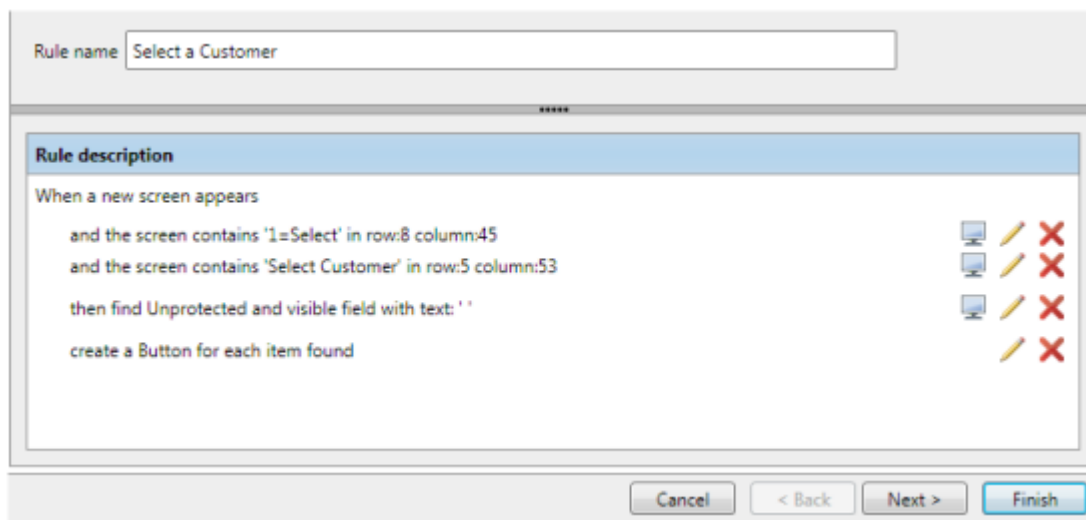 Rule name Select a Customer
Rule description
When a new screen appears
and the screen contains '1=Select' in row:8 column:45
and the screen contains 'Select Customer' in row:5 column:53
then find Unprotected and visible field with text: ' '
create a Button for each item found
Cancel < Back Next > Finish